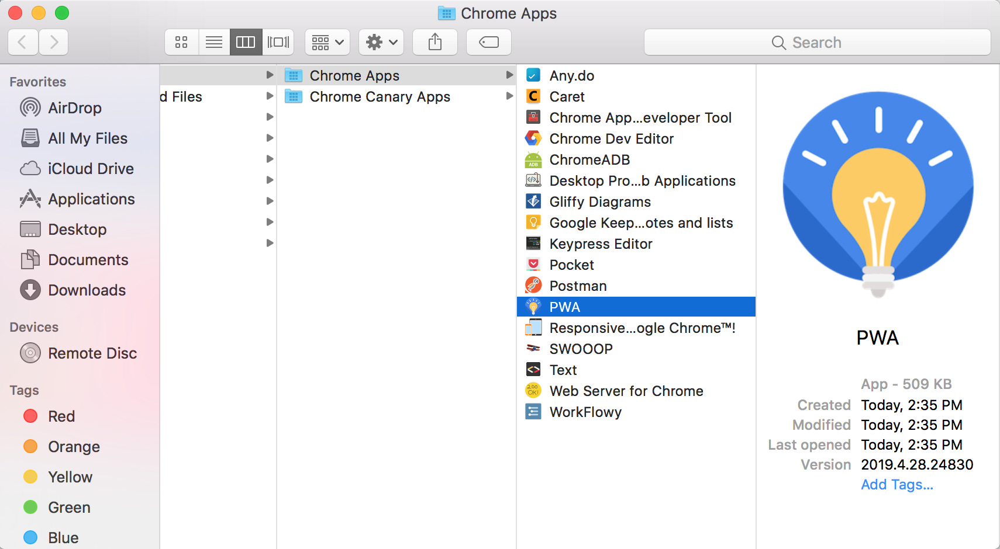 Chrome Apps
Search
Favorites
AirDrop
All My Files
iCloud Drive
Applications
Desktop
Documents
Downloads
Devices
Remote Disc
Tags
Red
Orange
Yellow
Green
Blue
d Files
Chrome Apps
Chrome Canary Apps
Any.do
Caret
Chrome App...eveloper Tool
Chrome Dev Editor
ChromeADB
Desktop Pro...b Applications
Gliffy Diagrams
Google Keep...otes and lists
Keypress Editor
Pocket
Postman
PWA
Responsive...ogle Chrome™!
SWOOOP
Text
Web Server for Chrome
WorkFlowy
PWA
App - 509 KB
Created Today, 2:35 PM
Modified Today, 2:35 PM
Last opened Today, 2:35 PM
Version 2019.4.28.24830
Add Tags...